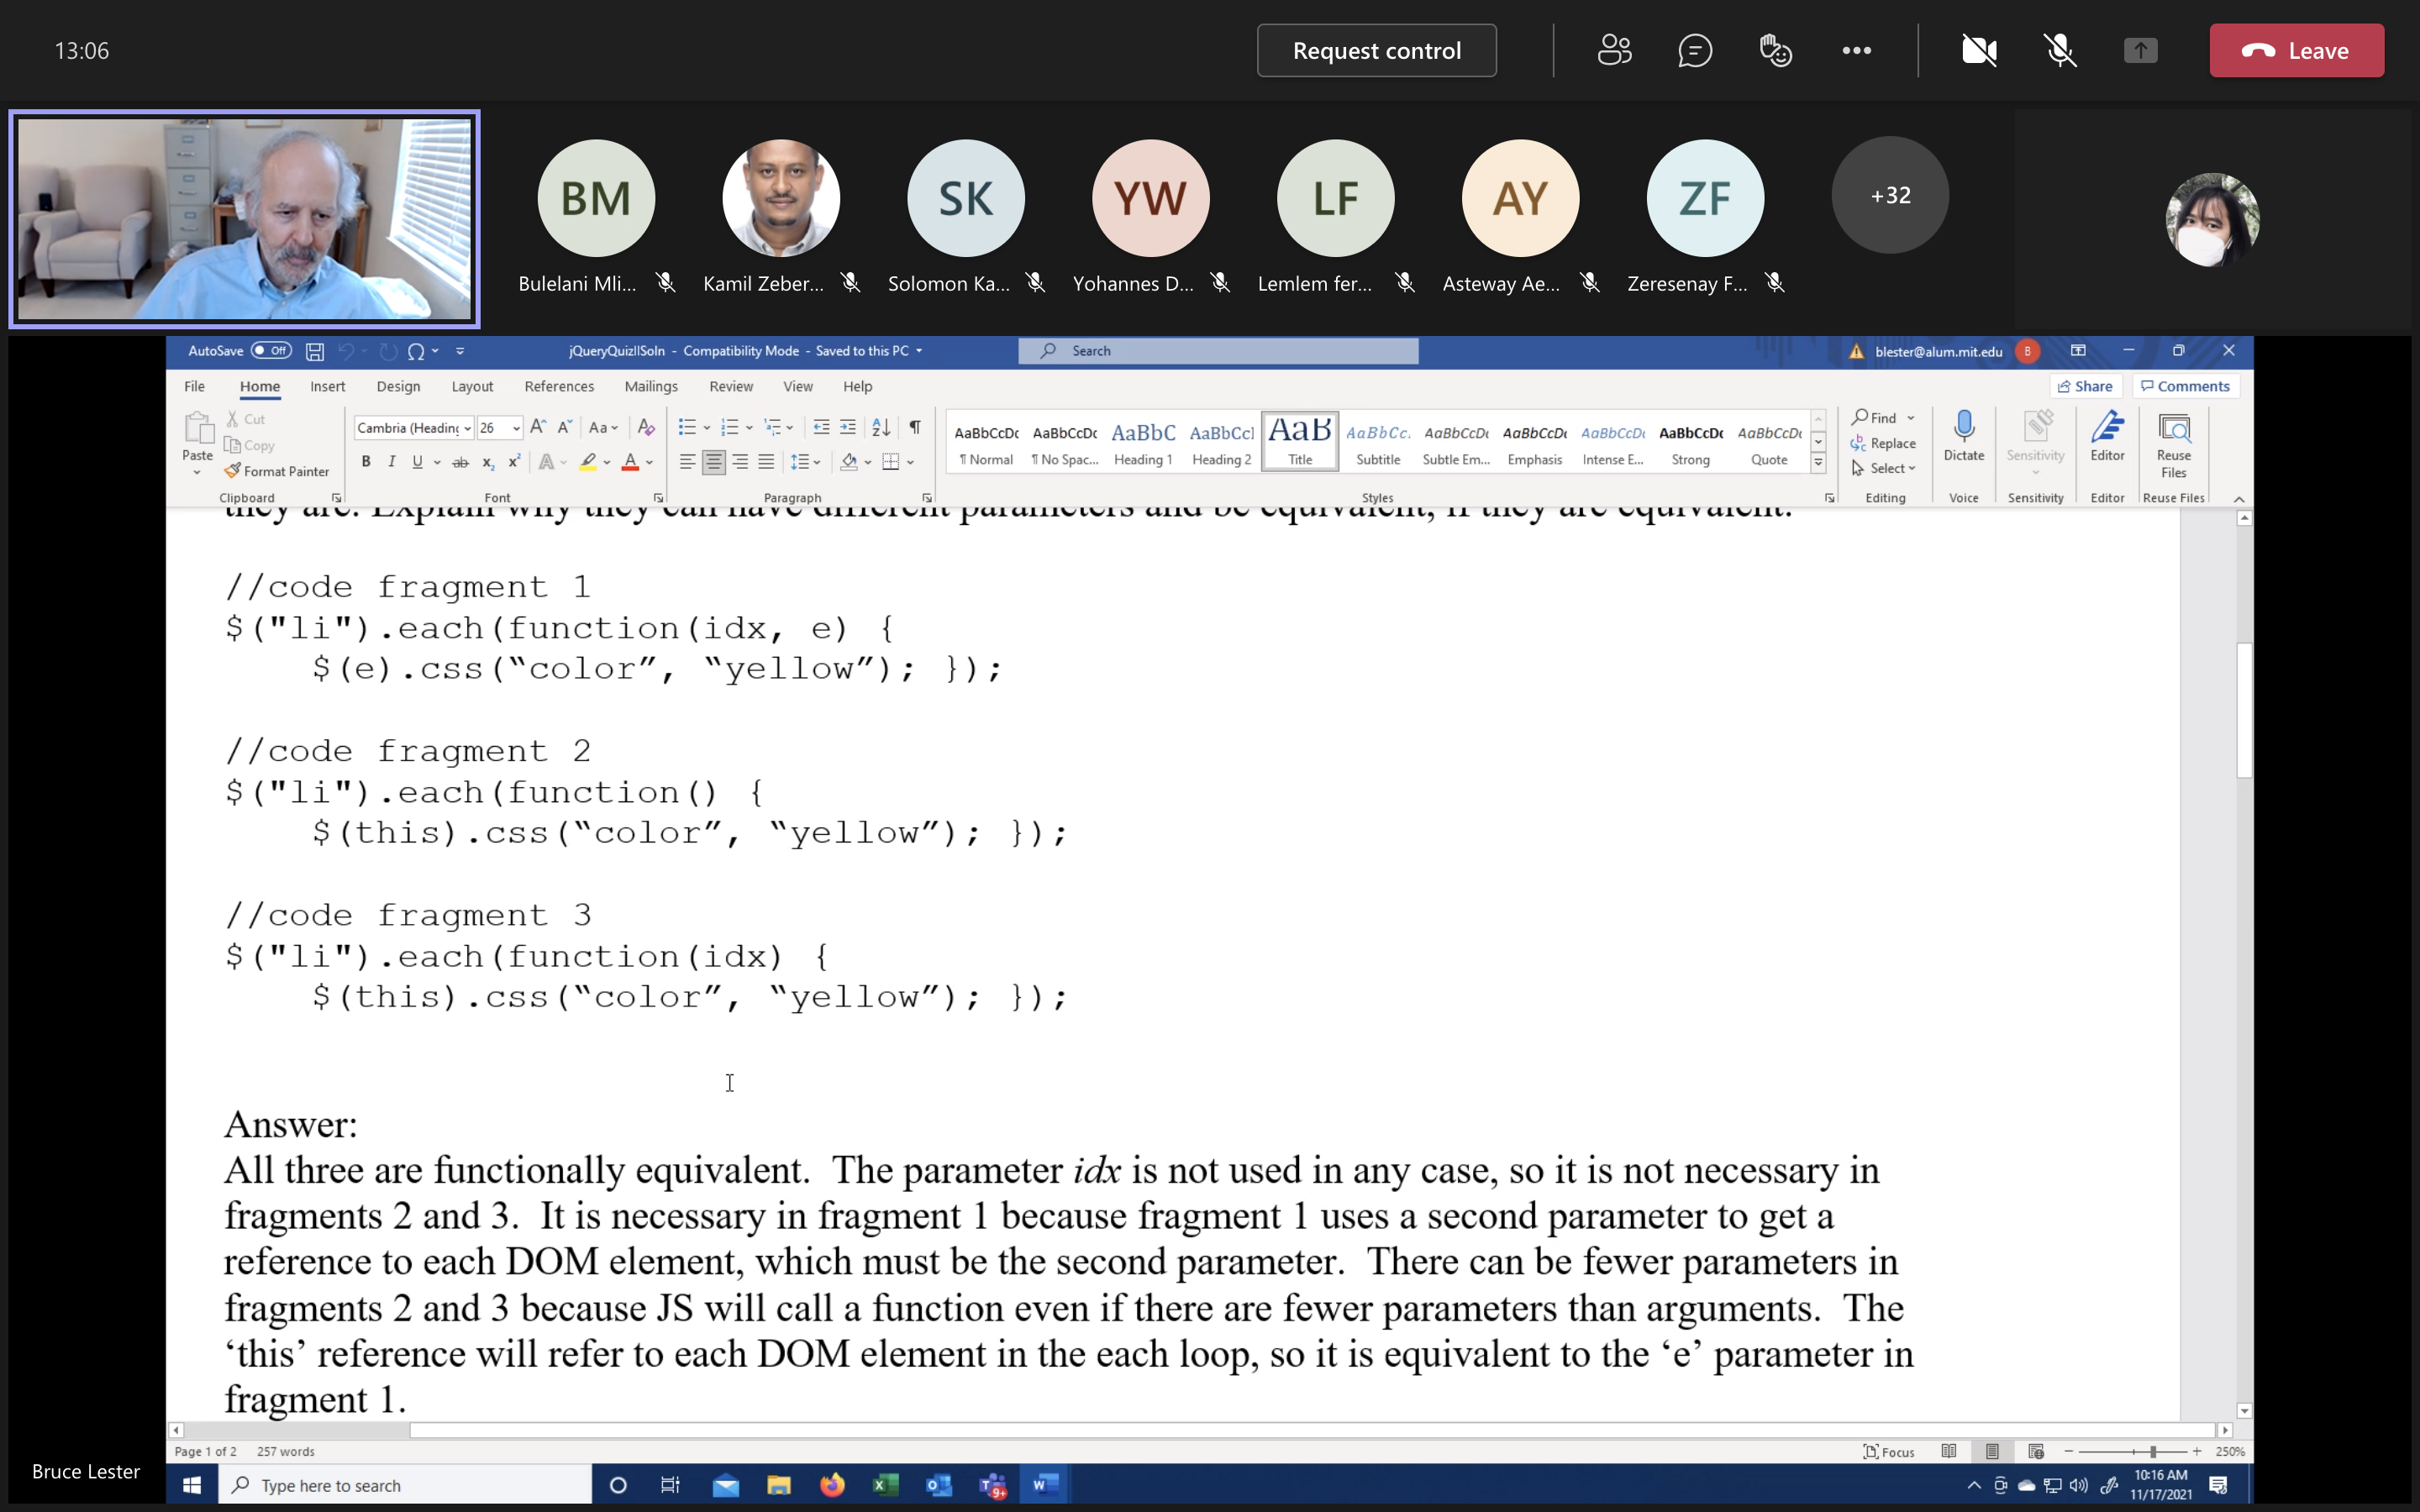 13:06
Request control
Leave
BM
SK
YW
LF
AY
ZF
+32
Bulelani Mli...
Kamil Zeber...
Solomon Ka...
Yohannes D...
Lemlem fer...
Asteway Ae...
Zeresenay F...
AutoSave Off
jQueryQuizIISoln - Compatibility Mode - Saved to this PC
Search
blester@alum.mit.edu
B
File Home Insert Design Layout References Mailings Review View Help
Share Comments
Paste
Cut
Copy
Format Painter
Clipboard
Cambria (Heading
26
Font
Paragraph
AaBbCcDc AaBbCcDc AaBbC AaBbCcI AaB AaBbCc. AaBbCcDt AaBbCcDt AaBbCcDt AaBbCcDc AaBbCcDt
¶ Normal ¶ No Spac... Heading 1 Heading 2 Title Subtitle Subtle Em... Emphasis Intense E... Strong Quote
Styles
Find
Replace
Select
Editing
Dictate
Voice
Sensitivity
Sensitivity
Editor
Editor
Reuse
Files
Reuse Files
they are. Explain why they can have different parameters and be equivalent, if they are equivalent.
//code fragment 1
$("li").each(function(idx, e) {
$(e).css(“color”, “yellow”); });
//code fragment 2
$("li").each(function() {
$(this).css(“color”, “yellow”); });
//code fragment 3
$("li").each(function(idx) {
$(this).css(“color”, “yellow”); });
Answer:
All three are functionally equivalent. The parameter idx is not used in any case, so it is not necessary in
fragments 2 and 3. It is necessary in fragment 1 because fragment 1 uses a second parameter to get a
reference to each DOM element, which must be the second parameter. There can be fewer parameters in
fragments 2 and 3 because JS will call a function even if there are fewer parameters than arguments. The
‘this’ reference will refer to each DOM element in the each loop, so it is equivalent to the ‘e’ parameter in
fragment 1.
Page 1 of 2 257 words
Focus
250%
Bruce Lester
Type here to search
9+
10:16 AM
11/17/2021